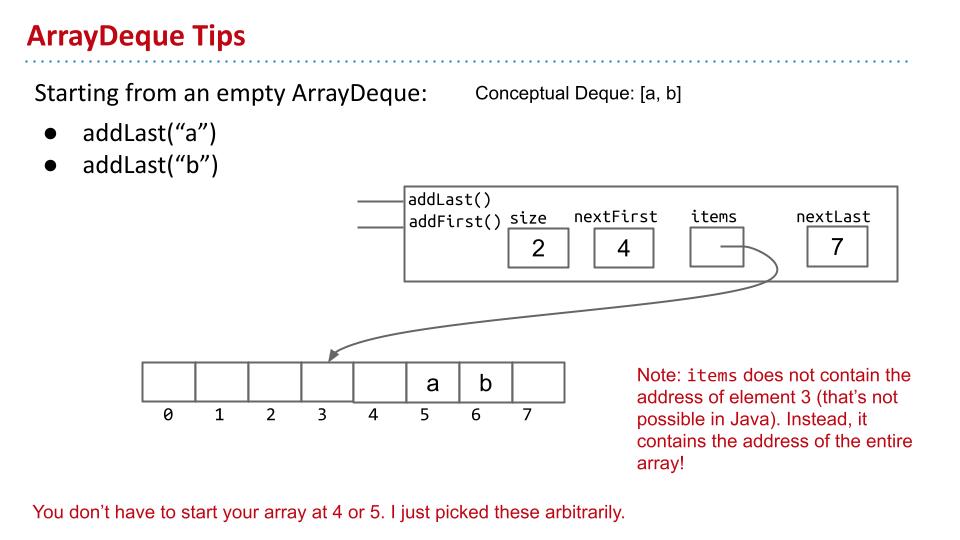 ArrayDeque Tips
Starting from an empty ArrayDeque:
Conceptual Deque: [a, b]
● addLast(“a”)
● addLast(“b”)
addLast()
addFirst()
size
nextFirst
items
nextLast
2
4
7
a
b
0 1 2 3 4 5 6 7
Note: items does not contain the
address of element 3 (that’s not
possible in Java). Instead, it
contains the address of the entire
array!
You don’t have to start your array at 4 or 5. I just picked these arbitrarily.